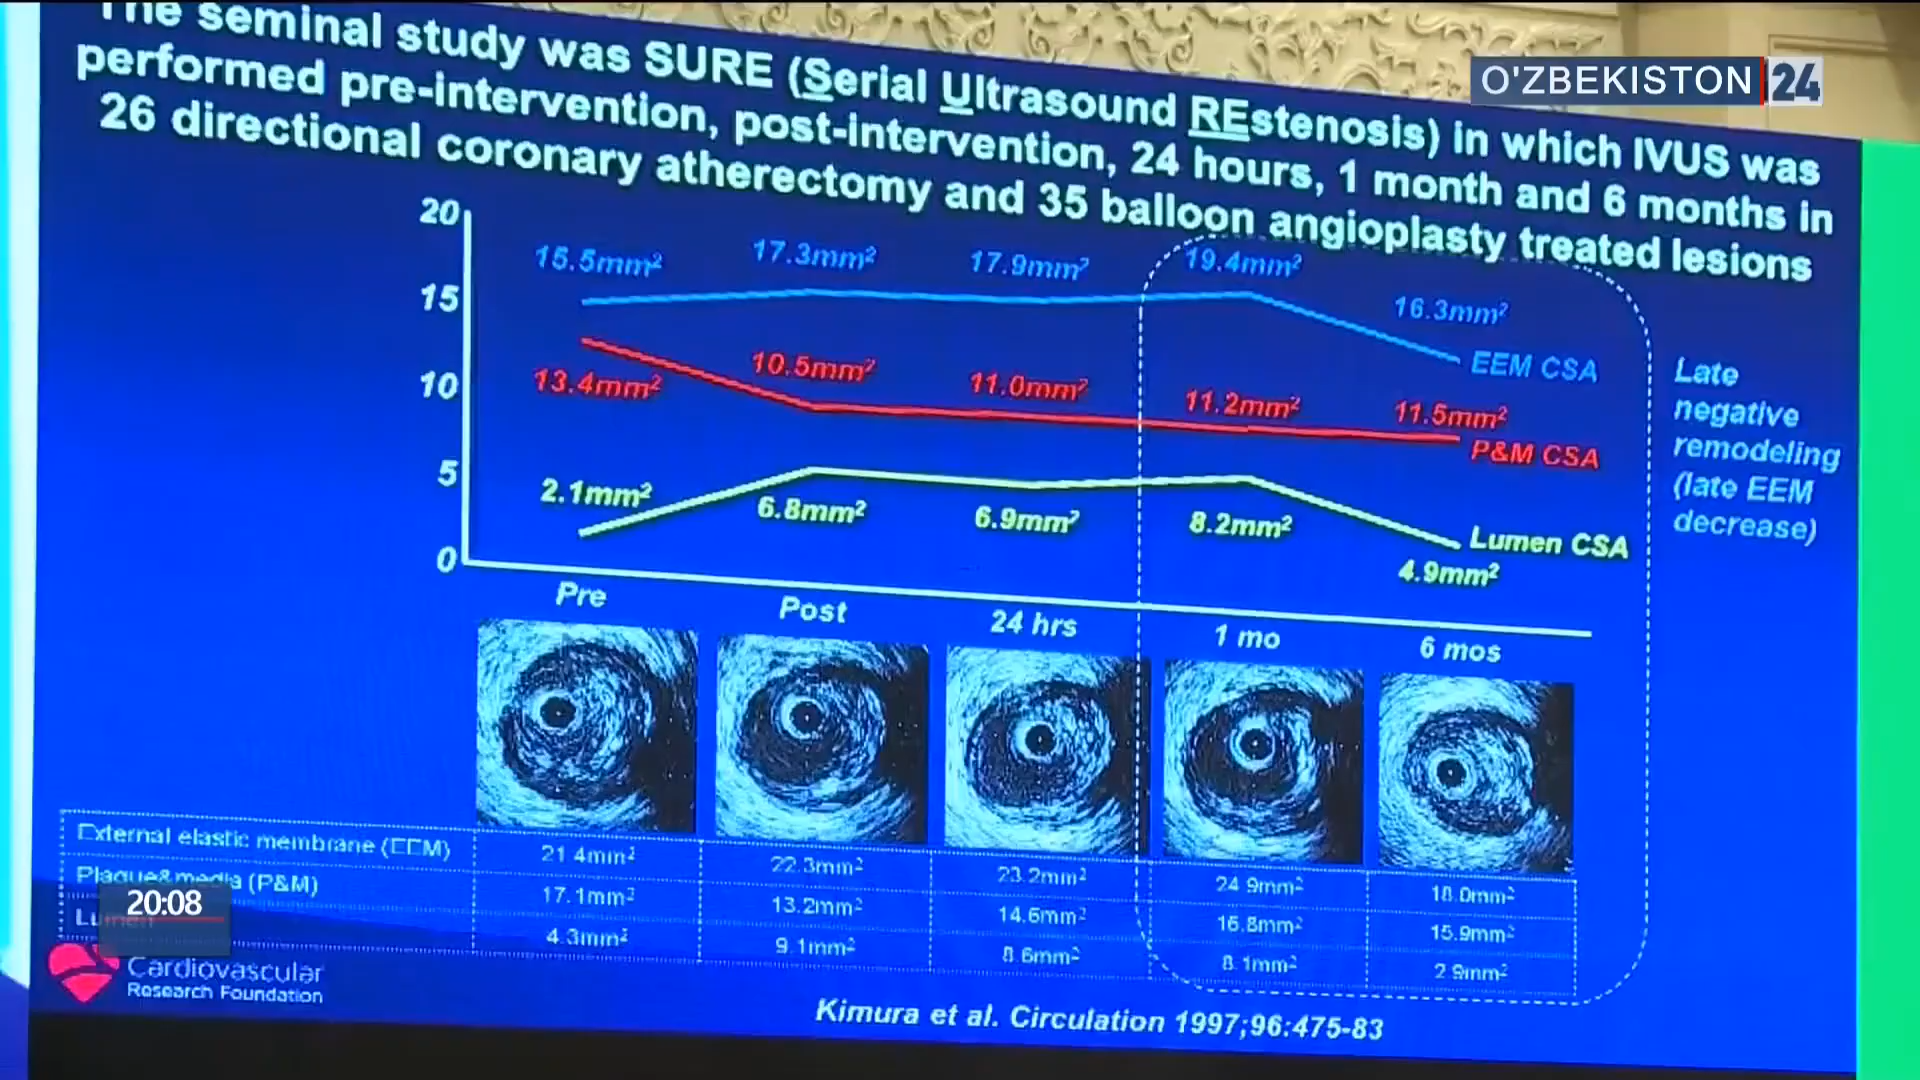 The seminal study was SURE (Serial Ultrasound REstenosis) in which IVUS was
performed pre-intervention, post-intervention, 24 hours, 1 month and 6 months in
26 directional coronary atherectomy and 35 balloon angioplasty treated lesions
O'ZBEKISTON 24
20
15
10
5
0
15.5mm² 17.3mm² 17.9mm² 19.4mm² 16.3mm²
EEM CSA
13.4mm² 10.5mm² 11.0mm² 11.2mm² 11.5mm²
P&M CSA
2.1mm² 6.8mm² 6.9mm² 8.2mm² 4.9mm²
Lumen CSA
Late
negative
remodeling
(late EEM
decrease)
Pre Post 24 hrs 1 mo 6 mos
External elastic membrane (EEM) 21.4mm² 22.3mm² 23.2mm² 24.9mm² 18.0mm²
Plaque&media (P&M) 17.1mm² 13.2mm² 14.6mm² 16.8mm² 15.9mm²
4.3mm² 9.1mm² 8.6mm² 8.1mm² 2.9mm²
20:08
Cardiovascular
Research Foundation
Kimura et al. Circulation 1997;96:475-83